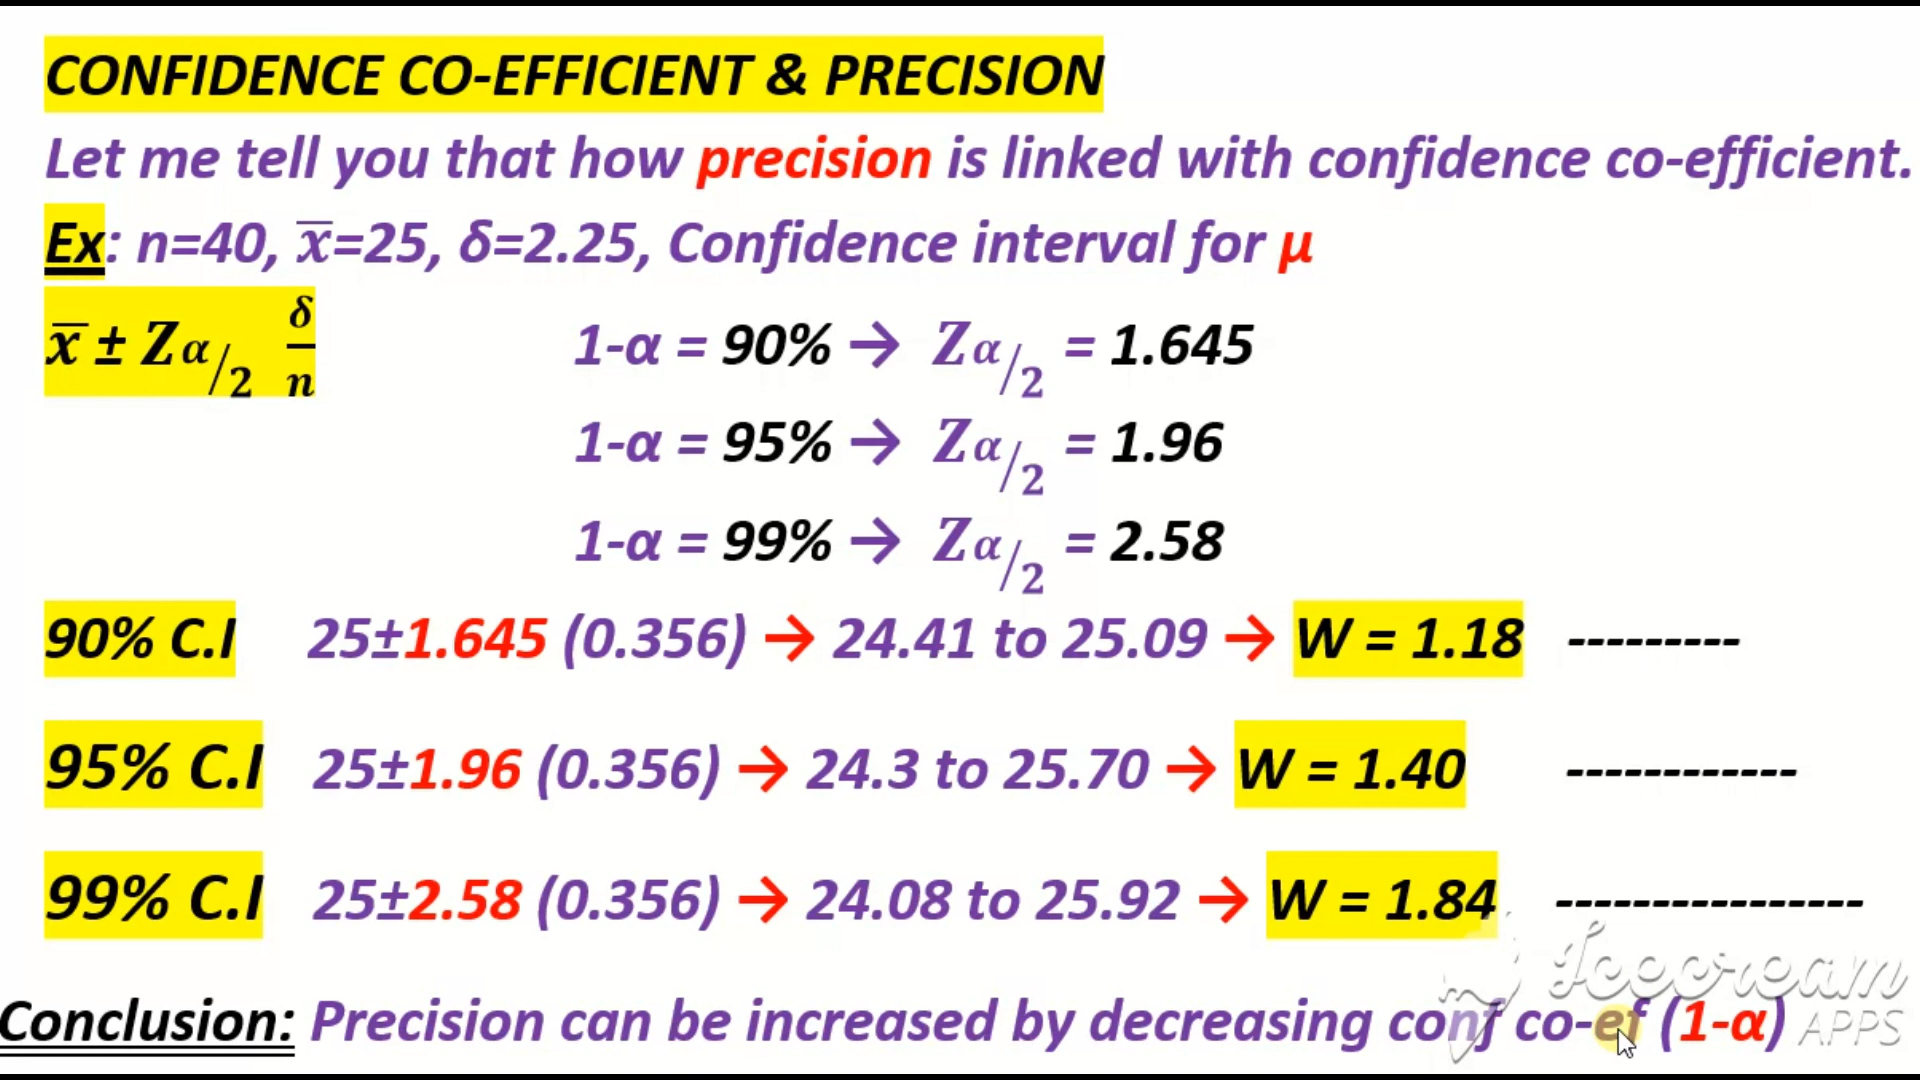 CONFIDENCE CO-EFFICIENT & PRECISION
Let me tell you that how precision is linked with confidence co-efficient.
Ex: n=40, x̅=25, δ=2.25, Confidence interval for μ
x̅ ± Zα/2 δ/n
1-α = 90% → Zα/2 = 1.645
1-α = 95% → Zα/2 = 1.96
1-α = 99% → Zα/2 = 2.58
90% C.I 25±1.645 (0.356) → 24.41 to 25.09 → W = 1.18 ---------
95% C.I 25±1.96 (0.356) → 24.3 to 25.70 → W = 1.40 ------------
99% C.I 25±2.58 (0.356) → 24.08 to 25.92 → W = 1.84 ----------------
Icecream
APPS
Conclusion: Precision can be increased by decreasing conf co-ef (1-α)